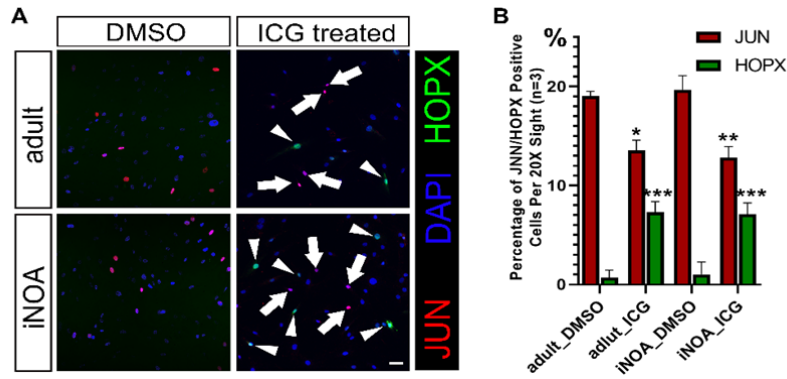 A
DMSO
ICG treated
adult
iNOA
JUN DAPI HOPX
B
%
JUN
HOPX
Percentage of JNN/HOPX Positive
Cells Per 20X Sight (n=3)
20
10
0
*
***
**
***
adult_DMSO
adlut_ICG
iNOA_DMSO
iNOA_ICG